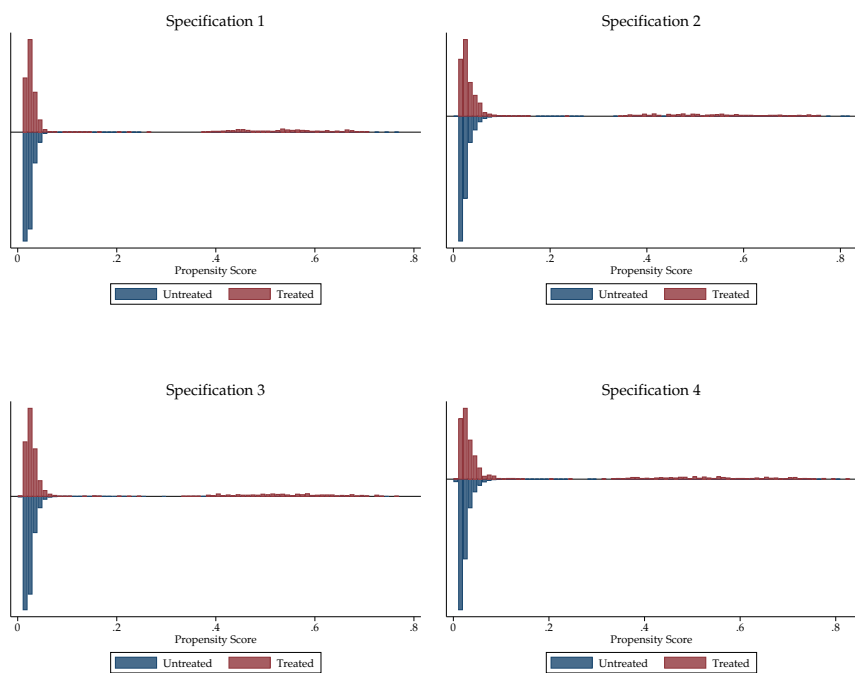 Specification 1
0 .2 .4 .6 .8
Propensity Score
Untreated Treated
Specification 2
0 .2 .4 .6 .8
Propensity Score
Untreated Treated
Specification 3
0 .2 .4 .6 .8
Propensity Score
Untreated Treated
Specification 4
0 .2 .4 .6 .8
Propensity Score
Untreated Treated